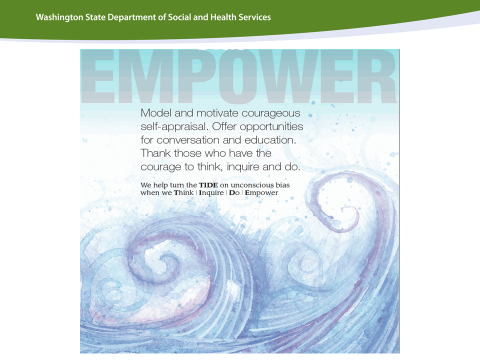 Washington State Department of Social and Health Services
EMPOWER
Model and motivate courageous
self-appraisal. Offer opportunities
for conversation and education.
Thank those who have the
courage to think, inquire and do.
We help turn the TIDE on unconscious bias
when we Think | Inquire | Do | Empower